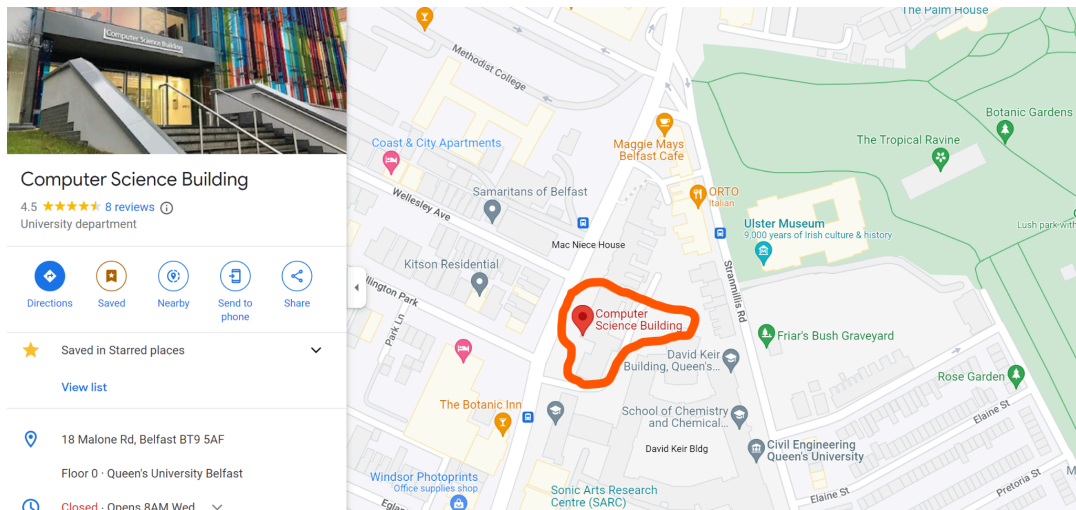 Computer Science Building
Computer Science Building
4.5 8 reviews
University department
Directions
Saved
Nearby
Send to
phone
Share
Saved in Starred places
View list
18 Malone Rd, Belfast BT9 5AF
Floor 0 · Queen's University Belfast
Closed · Opens 8AM Wed
The Palm House
Methodist College
Botanic Gardens
The Tropical Ravine
Maggie Mays
Belfast Cafe
Coast & City Apartments
Samaritans of Belfast
Wellesley Ave
ORTO
Italian
Ulster Museum
9,000 years of Irish culture & history
Lush park with
Mac Niece House
Kitson Residential
Stranmillis Rd
llington Park
Park Ln
Computer
Science Building
Friar's Bush Graveyard
David Keir
Building, Queen's...
Rose Garden
The Botanic Inn
School of Chemistry
and Chemical...
Elaine St
David Keir Bldg
Civil Engineering
Queen's University
Windsor Photoprints
Office supplies shop
Sonic Arts Research
Centre (SARC)
Elaine St
Pretoria St
M
Eglan